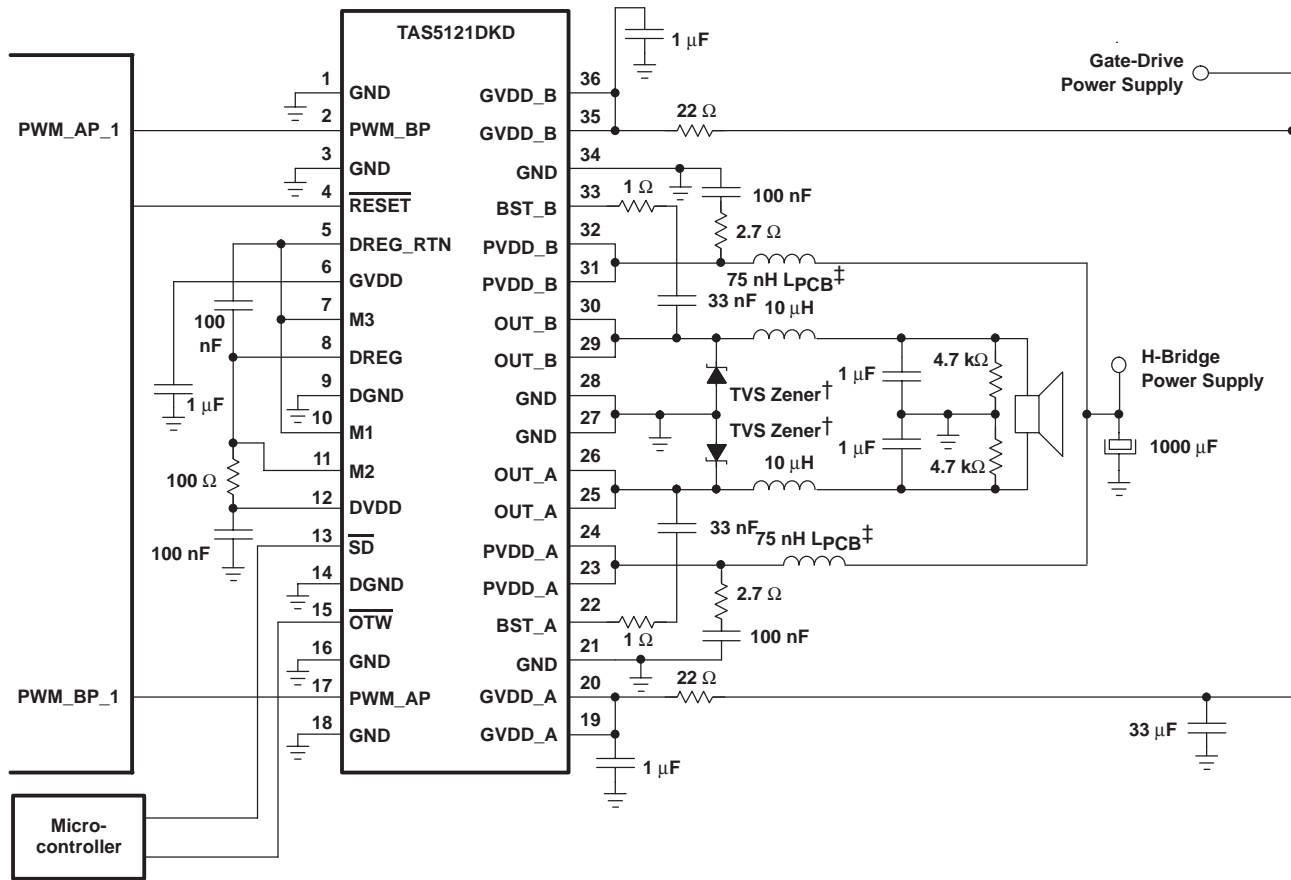 TAS5121DKD
1 μF
Gate-Drive
Power Supply
1
GND
36
GVDD_B
PWM_AP_1
2
PWM_BP
35
GVDD_B
22 Ω
3
GND
34
GND
100 nF
4
RESET
33
BST_B
1 Ω
2.7 Ω
5
DREG_RTN
32
PVDD_B
6
GVDD
31
PVDD_B
75 nH LPCB‡
100
nF
7
M3
30
OUT_B
33 nF
10 μH
8
DREG
29
OUT_B
4.7 kΩ
H-Bridge
Power Supply
1 μF
9
DGND
28
GND
TVS Zener†
1 μF
10
M1
27
GND
TVS Zener†
1 μF
4.7 kΩ
1000 μF
100 Ω
11
M2
26
OUT_A
10 μH
12
DVDD
25
OUT_A
100 nF
13
SD
24
PVDD_A
33 nF
75 nH LPCB‡
14
DGND
23
PVDD_A
2.7 Ω
15
OTW
22
BST_A
1 Ω
100 nF
16
GND
21
GND
PWM_BP_1
17
PWM_AP
20
GVDD_A
22 Ω
18
GND
19
GVDD_A
33 μF
1 μF
Micro-
controller